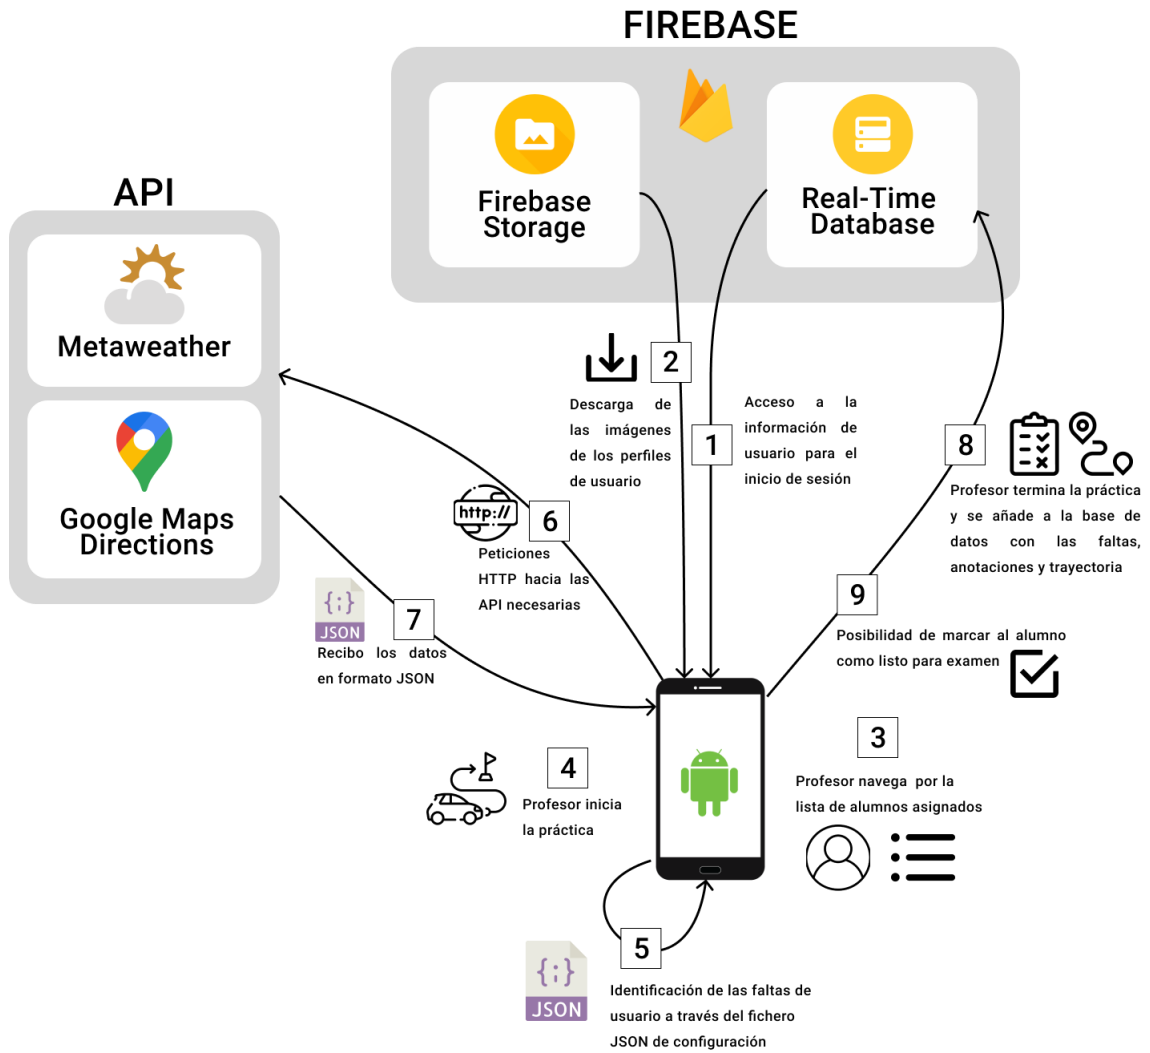 FIREBASE
Firebase
Storage
Real-Time
Database
API
Metaweather
Google Maps
Directions
2
Descarga de
las imágenes
de los perfiles
de usuario
1
Acceso a la
información de
usuario para el
inicio de sesión
8
Profesor termina la práctica
y se añade a la base de
datos con las faltas,
anotaciones y trayectoria
http://
6
Peticiones
HTTP hacia las
API necesarias
{;}
JSON
7
Recibo los datos
en formato JSON
9
Posibilidad de marcar al alumno
como listo para examen
3
Profesor navega por la
lista de alumnos asignados
4
Profesor inicia
la práctica
5
{;}
JSON
Identificación de las faltas de
usuario a través del fichero
JSON de configuración